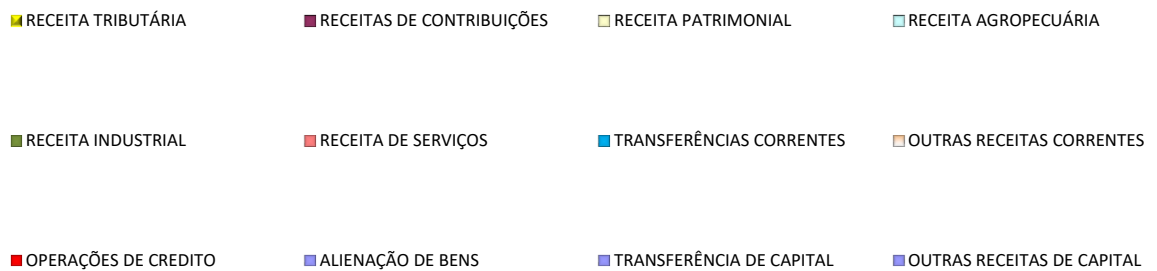 RECEITA TRIBUTÁRIA RECEITAS DE CONTRIBUIÇÕES RECEITA PATRIMONIAL RECEITA AGROPECUÁRIA
RECEITA INDUSTRIAL RECEITA DE SERVIÇOS TRANSFERÊNCIAS CORRENTES OUTRAS RECEITAS CORRENTES
OPERAÇÕES DE CREDITO ALIENAÇÃO DE BENS TRANSFERÊNCIA DE CAPITAL OUTRAS RECEITAS DE CAPITAL